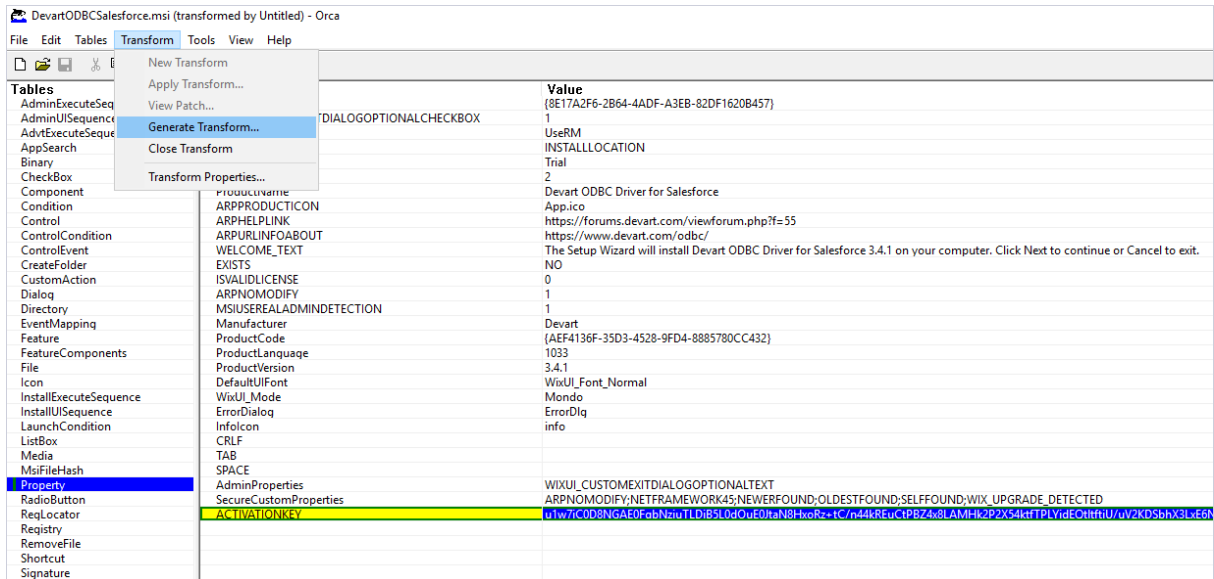 DevartODBCSalesforce.msi (transformed by Untitled) - Orca
File Edit Tables Transform Tools View Help
New Transform
Apply Transform...
View Patch...
Generate Transform...
Close Transform
Transform Properties...
Tables Value
AdminExecuteSeq {8E17A2F6-2B64-4ADF-A3EB-82DF1620B457}
AdminUISequence TDIALOGOPTIONALCHECKBOX 1
AdvtExecuteSeque UseRM
AppSearch INSTALLLOCATION
Binary Trial
CheckBox 2
Component ProductName Devart ODBC Driver for Salesforce
Condition ARPPRODUCTICON App.ico
Control ARPHELPLINK https://forums.devart.com/viewforum.php?f=55
ControlCondition ARPURLINFOABOUT https://www.devart.com/odbc/
ControlEvent WELCOME_TEXT The Setup Wizard will install Devart ODBC Driver for Salesforce 3.4.1 on your computer. Click Next to continue or Cancel to exit.
CreateFolder EXISTS NO
CustomAction ISVALIDLICENSE 0
Dialog ARPNOMODIFY 1
Directory MSIUSEREALADMINDETECTION 1
EventMapping Manufacturer Devart
Feature ProductCode {AEF4136F-35D3-4528-9FD4-8885780CC432}
FeatureComponents ProductLanguage 1033
File ProductVersion 3.4.1
Icon DefaultUIFont WixUI_Font_Normal
InstallExecuteSequence WixUI_Mode Mondo
InstallUISequence ErrorDialog ErrorDlg
LaunchCondition InfoIcon info
ListBox CRLF
Media TAB
MsiFileHash SPACE
Property AdminProperties WIXUI_CUSTOMEXITDIALOGOPTIONALTEXT
RadioButton SecureCustomProperties ARPNOMODIFY;NETFRAMEWORK45;NEWERFOUND;OLDESTFOUND;SELFFOUND;WIX_UPGRADE_DETECTED
RegLocator ACTIVATIONKEY
Registry
RemoveFile
Shortcut
Signature